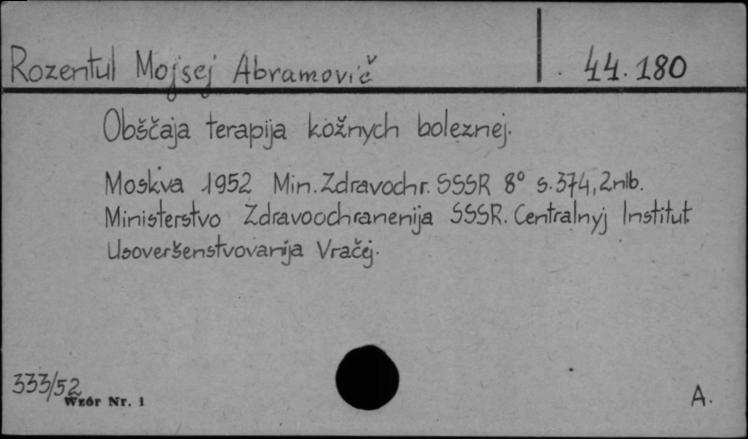 Rozentul Mojsej Abramovič 44.180
Obščaja terapija kožnych boleznej.
Moskva 1952 Min. Zdravochr. SSSR 8° s. 374, 2nlb.
Ministerstvo Zdravoochranenija SSSR. Centralnyj Institut
Usoveršenstvovanija Vračej.
333/52
Wzór Nr. 1
A.